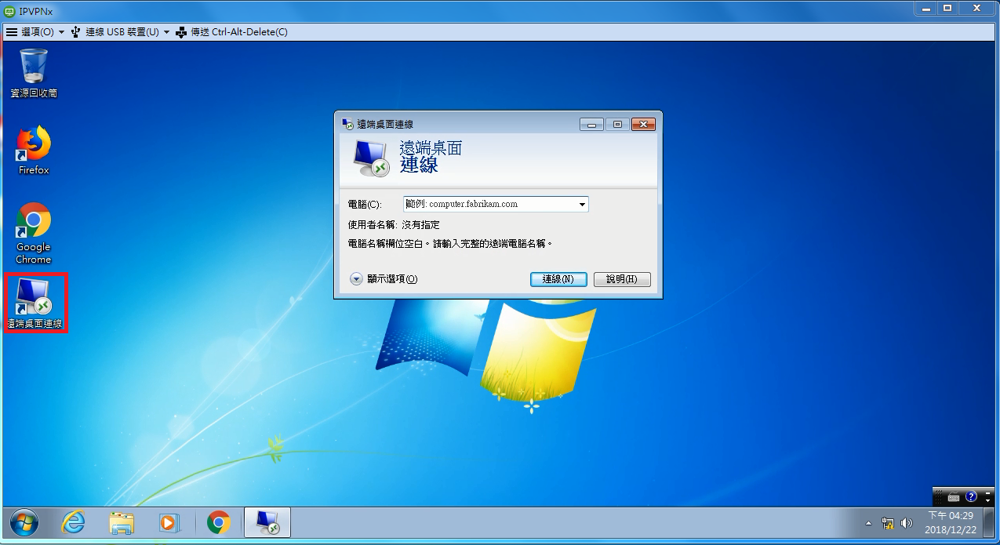 IPVPNx
選項(O) 連線 USB 裝置(U) 傳送 Ctrl-Alt-Delete(C)
資源回收筒
Firefox
Google
Chrome
遠端桌面連線
遠端桌面連線
遠端桌面
連線
電腦(C): 範例: computer.fabrikam.com
使用者名稱: 沒有指定
電腦名稱欄位空白。請輸入完整的遠端電腦名稱。
顯示選項(O) 連線(N) 說明(H)
下午 04:29
2018/12/22